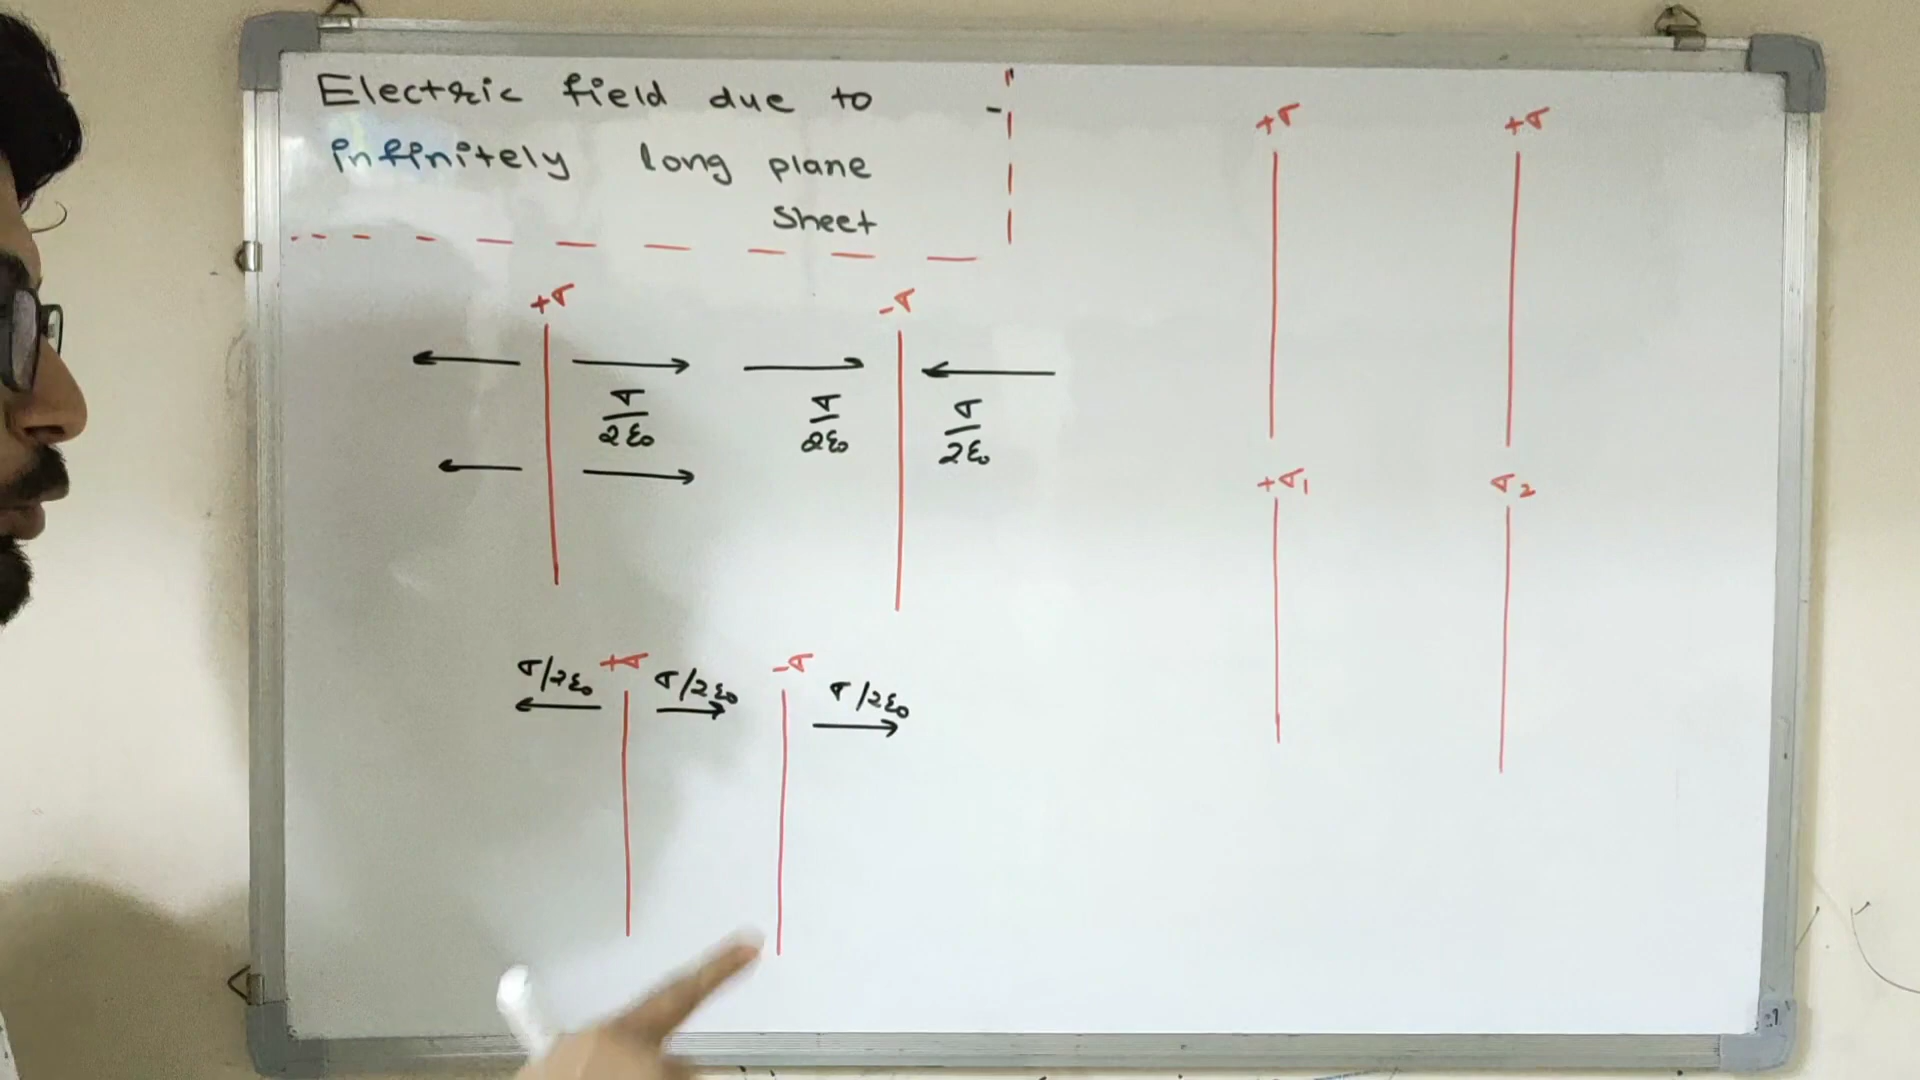 Electric field due to
infinitely long plane
Sheet
+σ
-σ
σ/2ε₀
σ/2ε₀
σ/2ε₀
σ/2ε₀
+σ
σ/2ε₀
-σ
σ/2ε₀
+σ
+σ
+σ₁
σ₂